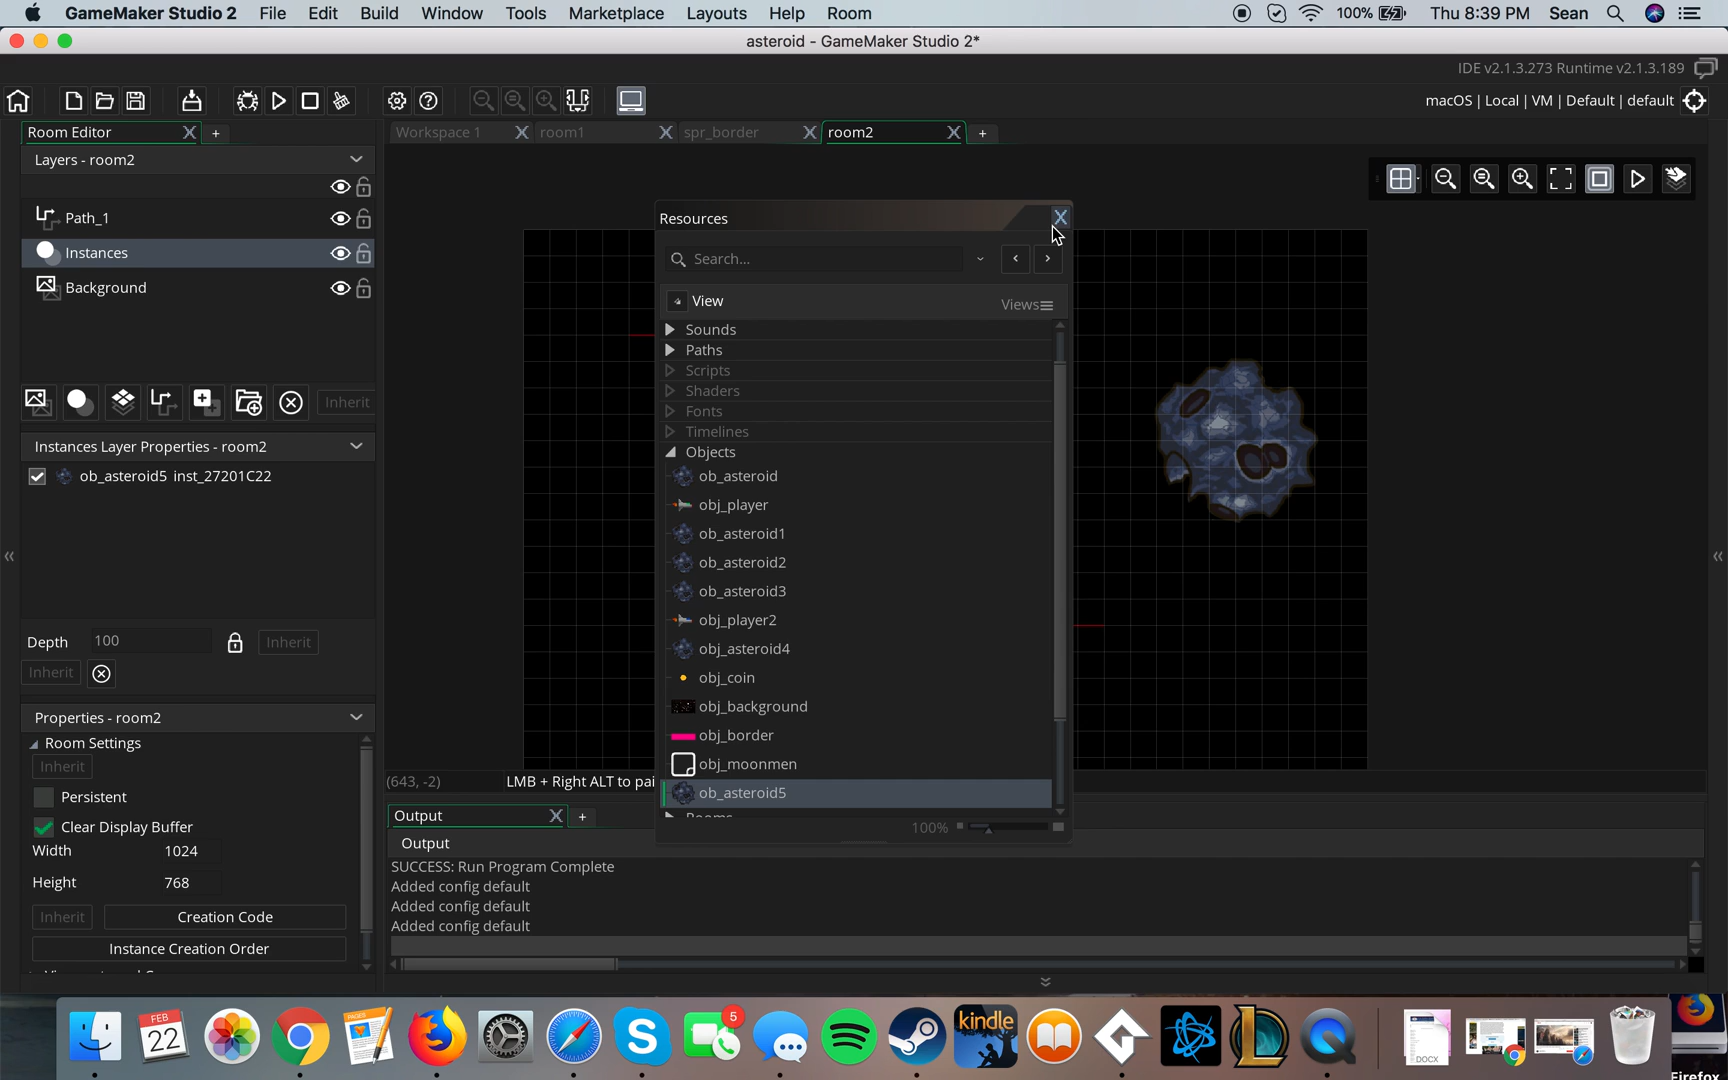 GameMaker Studio 2 File Edit Build Window Tools Marketplace Layouts Help Room 100% Thu 8:39 PM Sean
asteroid - GameMaker Studio 2*
IDE v2.1.3.273 Runtime v2.1.3.189
macOS | Local | VM | Default | default
Room Editor X +
Workspace 1 X room1 X spr_border X room2 X +
Layers - room2
Path_1
Instances
Background
Inherit
Instances Layer Properties - room2
ob_asteroid5 inst_27201C22
Depth 100 Inherit
Inherit
Properties - room2
Room Settings
Inherit
Persistent
Clear Display Buffer
Width 1024
Height 768
Inherit Creation Code
Instance Creation Order
Resources X
Search...
View Views
Sounds
Paths
Scripts
Shaders
Fonts
Timelines
Objects
ob_asteroid
obj_player
ob_asteroid1
ob_asteroid2
ob_asteroid3
obj_player2
obj_asteroid4
obj_coin
obj_background
obj_border
obj_moonmen
ob_asteroid5
100%
(643, -2) LMB + Right ALT to pai
Output X +
Output
SUCCESS: Run Program Complete
Added config default
Added config default
Added config default
FEB
22
PAGES
5
kindle
DOCX
Firefox